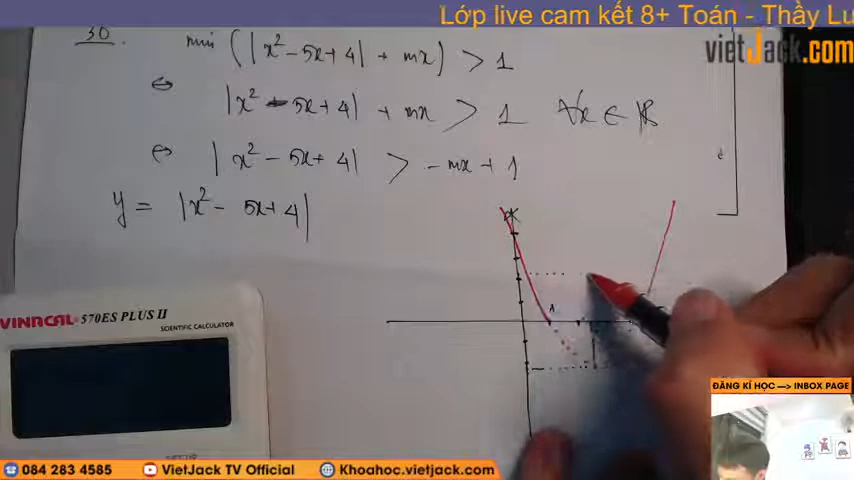 Lớp live cam kết 8+ Toán - Thầy Lu
vietJack.com
30.
min (|x² - 5x + 4| + mx) > 1
⇔ |x² - 5x + 4| + mx > 1 ∀x ∈ ℝ
⇔ |x² - 5x + 4| > - mx + 1
y = |x² - 5x + 4|
1
VINACAL 570ES PLUS II
SCIENTIFIC CALCULATOR
ĐĂNG KÍ HỌC => INBOX PAGE
084 283 4585 VietJack TV Official Khoahoc.vietjack.com